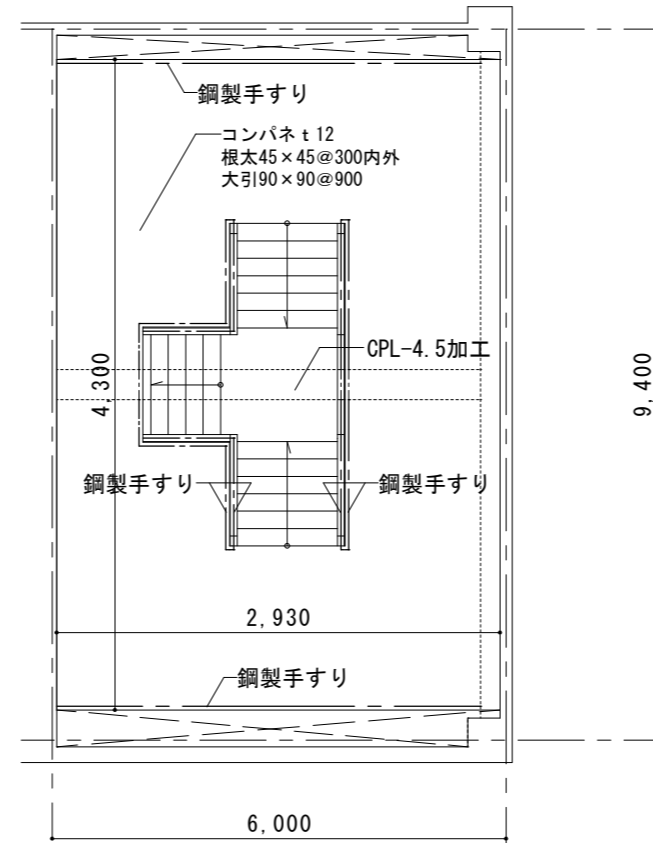 鋼製手すり
コンパネｔ12
根太45×45@300内外
大引90×90@900
CPL-4.5加工
4,300
9,400
鋼製手すり
鋼製手すり
2,930
鋼製手すり
6,000